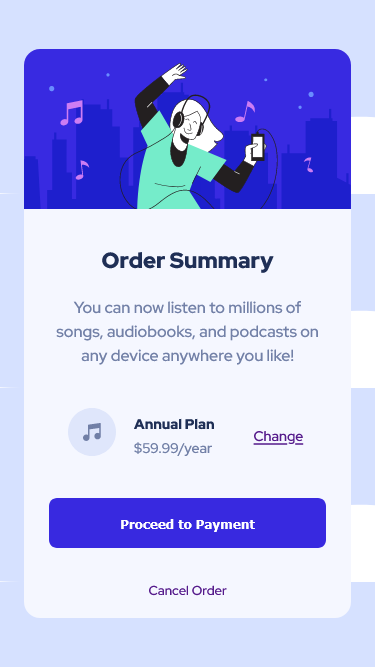 Order Summary
You can now listen to millions of
songs, audiobooks, and podcasts on
any device anywhere you like!
Annual Plan
$59.99/year
Change
Proceed to Payment
Cancel Order